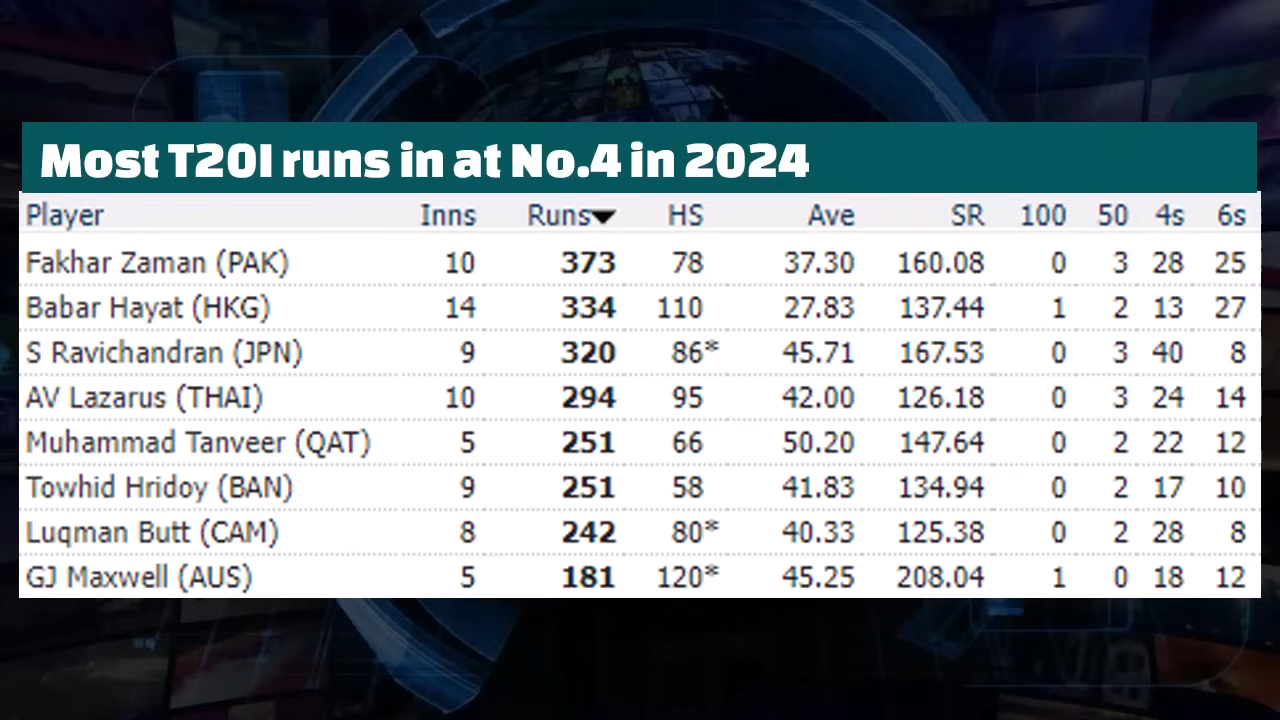 Most T20I runs in at No.4 in 2024
Player Inns Runs▼ HS Ave SR 100 50 4s 6s
Fakhar Zaman (PAK) 10 373 78 37.30 160.08 0 3 28 25
Babar Hayat (HKG) 14 334 110 27.83 137.44 1 2 13 27
S Ravichandran (JPN) 9 320 86* 45.71 167.53 0 3 40 8
AV Lazarus (THAI) 10 294 95 42.00 126.18 0 3 24 14
Muhammad Tanveer (QAT) 5 251 66 50.20 147.64 0 2 22 12
Towhid Hridoy (BAN) 9 251 58 41.83 134.94 0 2 17 10
Luqman Butt (CAM) 8 242 80* 40.33 125.38 0 2 28 8
GJ Maxwell (AUS) 5 181 120* 45.25 208.04 1 0 18 12